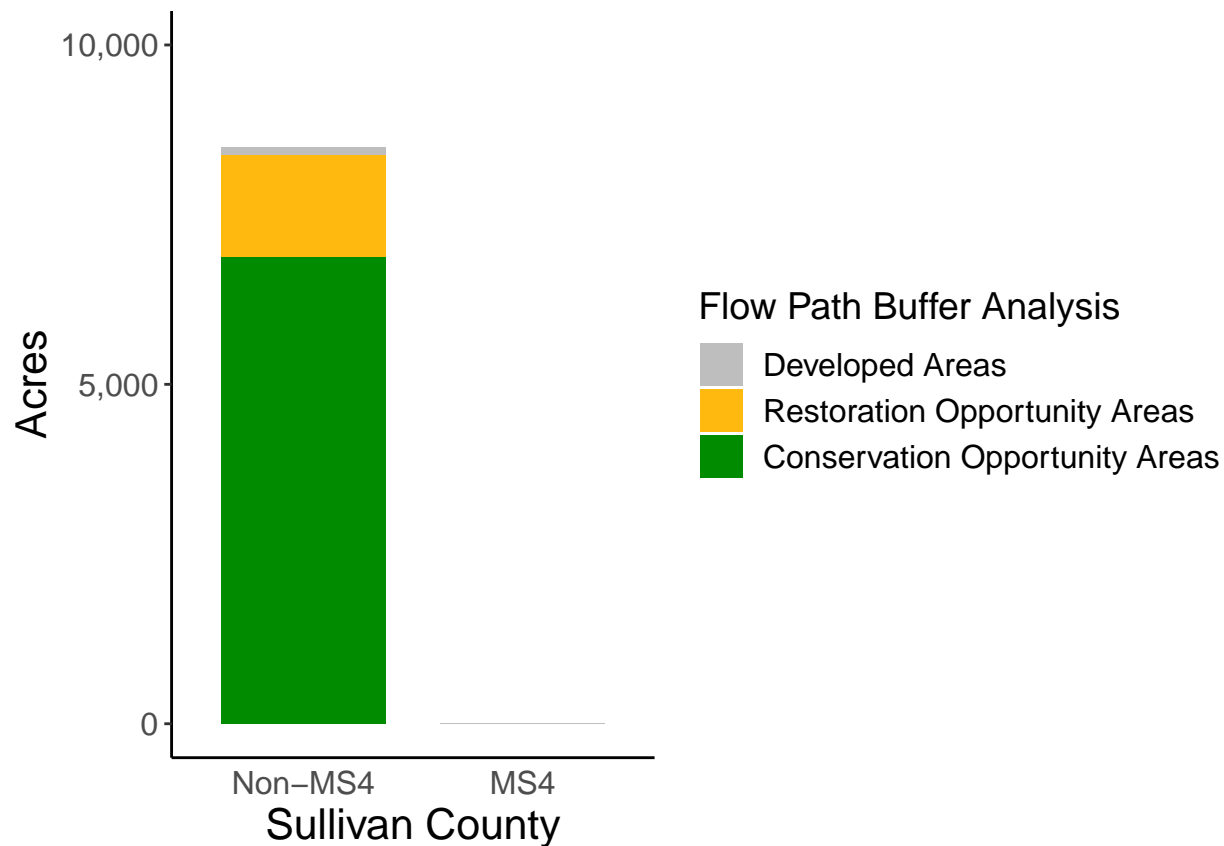 10,000
5,000
0
Acres
Non−MS4
MS4
Sullivan County
Flow Path Buffer Analysis
Developed Areas
Restoration Opportunity Areas
Conservation Opportunity Areas